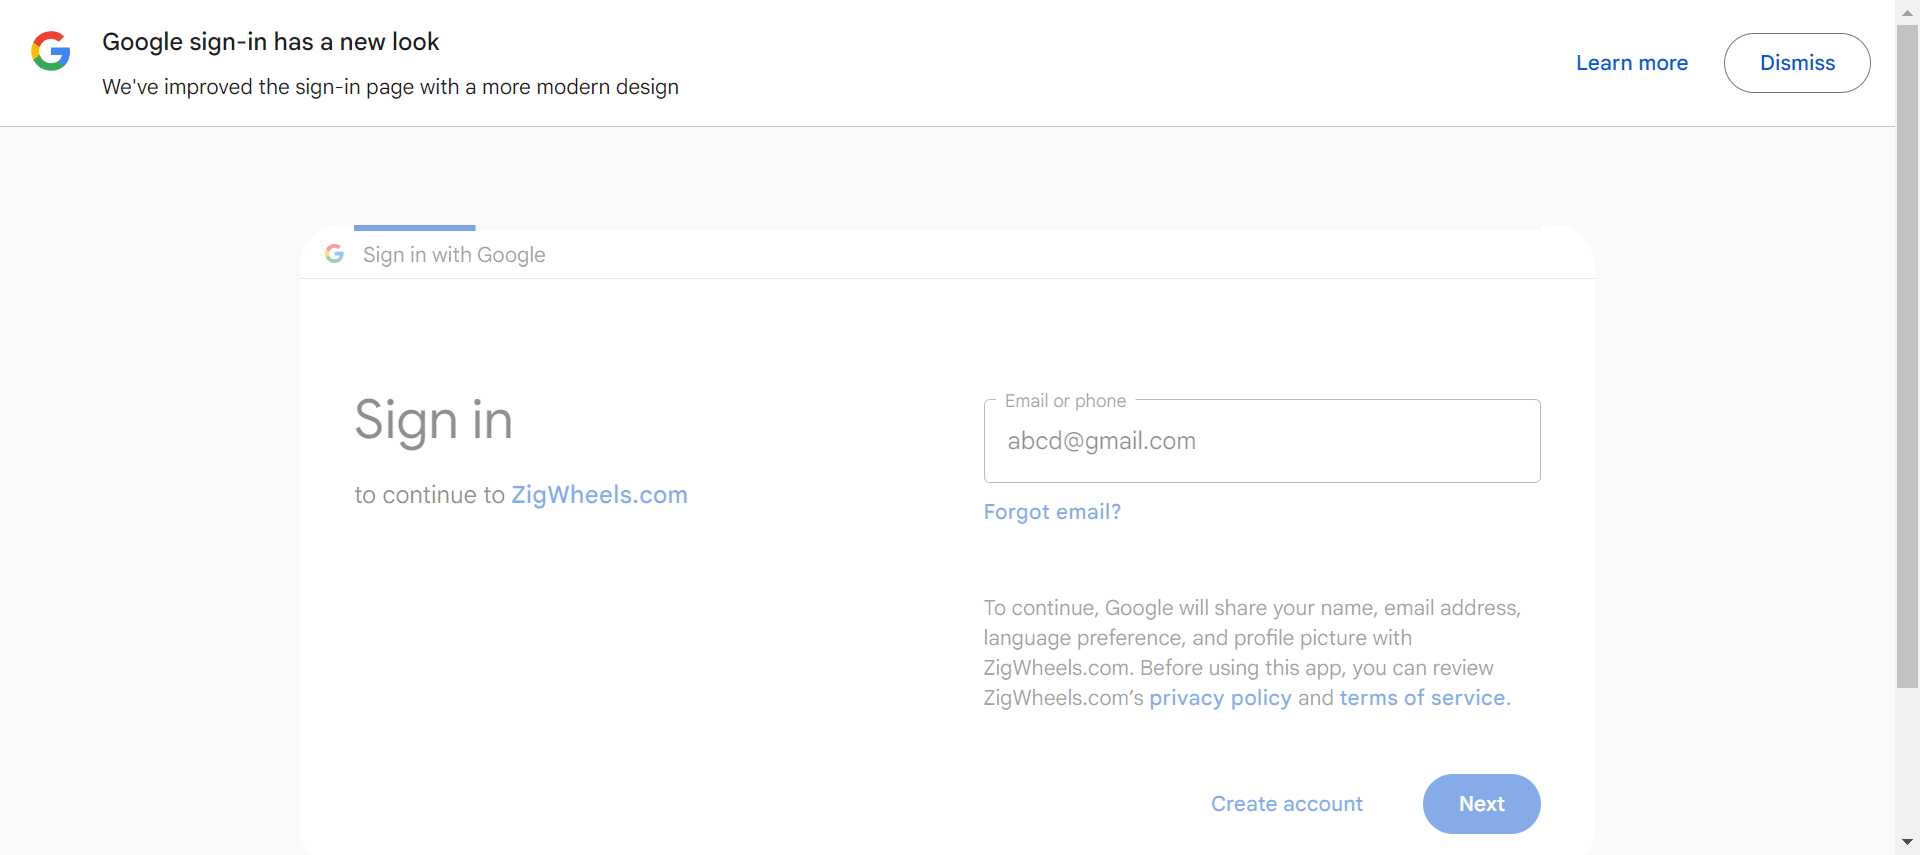 Google sign-in has a new look
We've improved the sign-in page with a more modern design
Learn more
Dismiss
Sign in with Google
Sign in
to continue to ZigWheels.com
Email or phone
abcd@gmail.com
Forgot email?
To continue, Google will share your name, email address,
language preference, and profile picture with
ZigWheels.com. Before using this app, you can review
ZigWheels.com’s privacy policy and terms of service.
Create account
Next